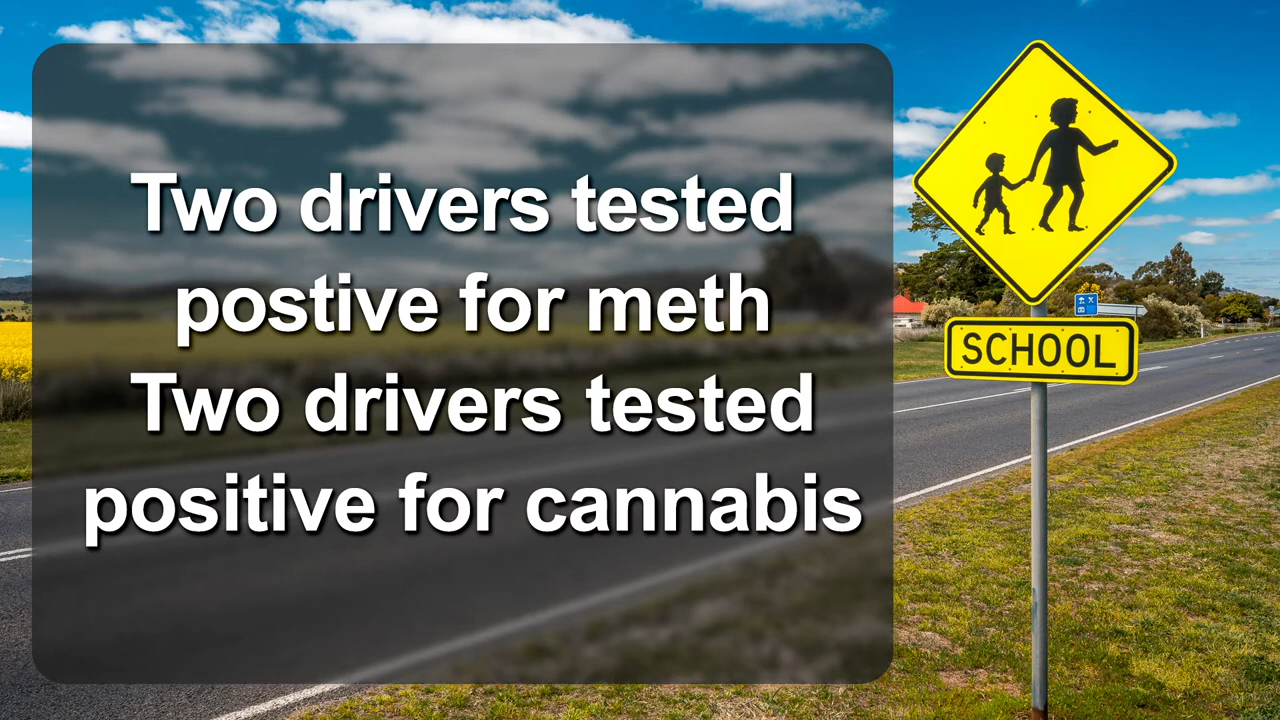 Two drivers tested
postive for meth
Two drivers tested
positive for cannabis
SCHOOL